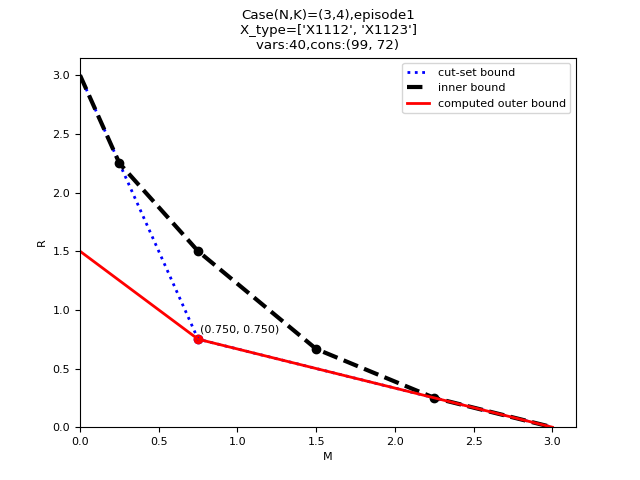 Case(N,K)=(3,4),episode1
X_type=['X1112', 'X1123']
vars:40,cons:(99, 72)
cut-set bound
inner bound
computed outer bound
3.0
2.5
2.0
1.5
1.0
0.5
0.0
R
(0.750, 0.750)
0.0 0.5 1.0 1.5 2.0 2.5 3.0
M